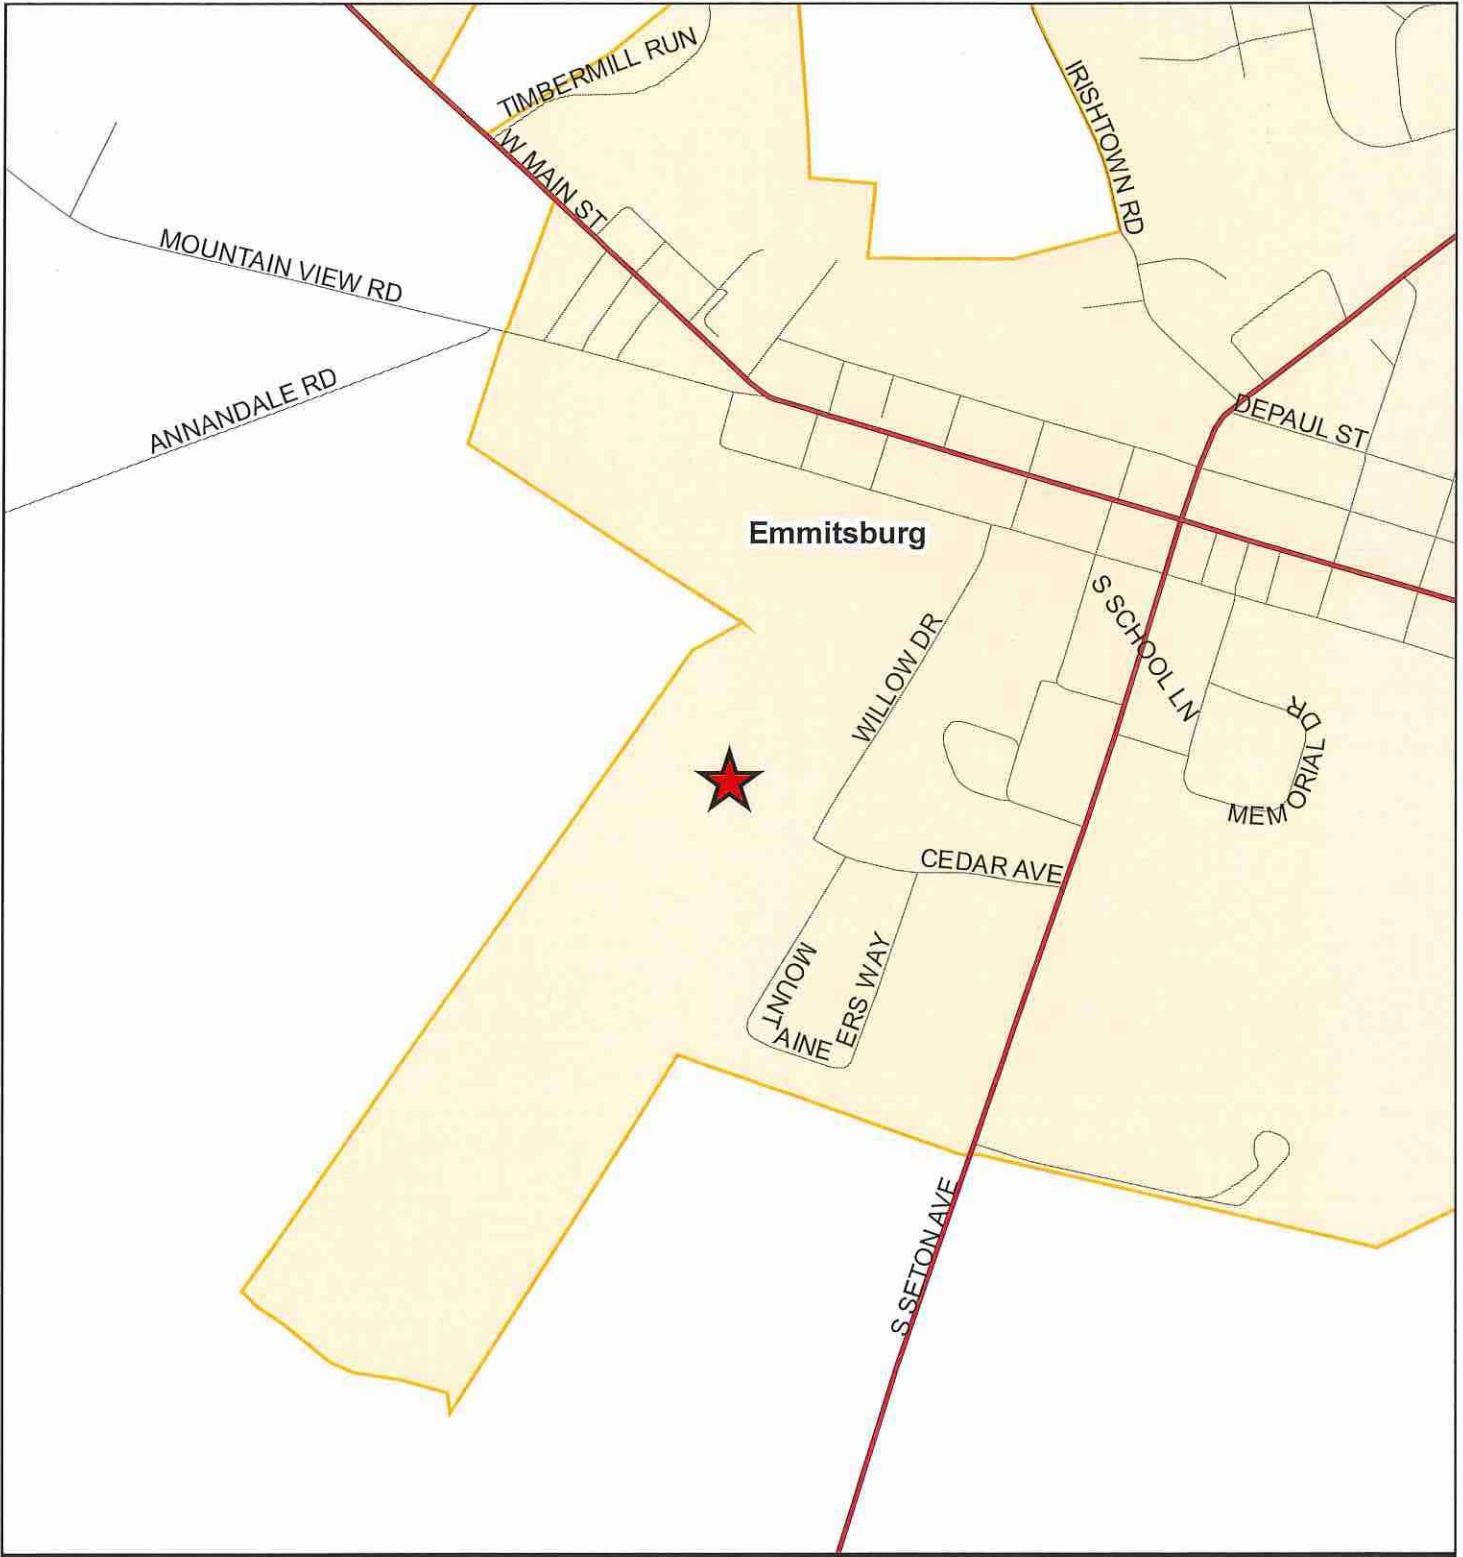 TIMBERMILL RUN
IRISHTOWN RD
W MAIN ST
MOUNTAIN VIEW RD
ANNANDALE RD
DEPAUL ST
Emmitsburg
S SCHOOL LN
WILLOW DR
MEMORIAL DR
CEDAR AVE
MOUNTAINEERS WAY
S SETON AVE